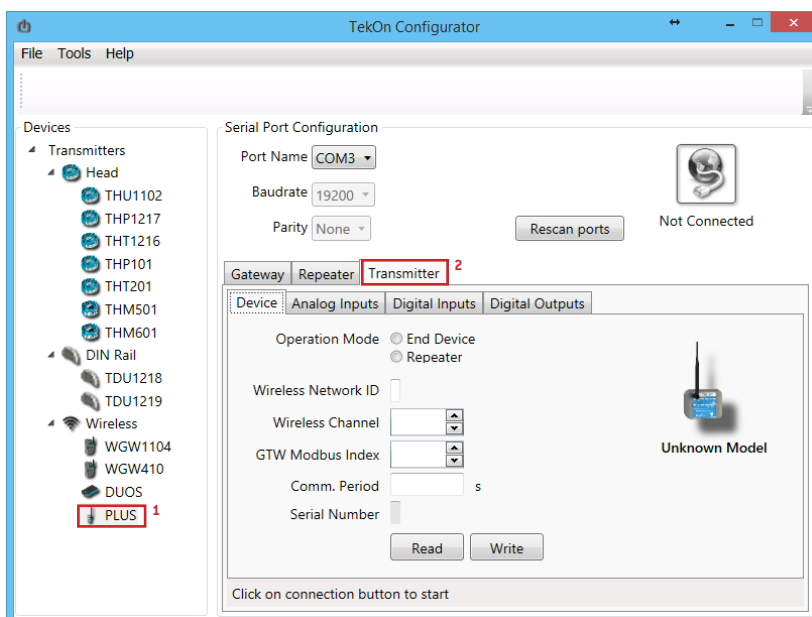 TekOn Configurator
File Tools Help
Devices
Transmitters
Head
THU1102
THP1217
THT1216
THP101
THT201
THM501
THM601
DIN Rail
TDU1218
TDU1219
Wireless
WGW1104
WGW410
DUOS
PLUS 1
Serial Port Configuration
Port Name COM3
Baudrate 19200
Parity None
Rescan ports
Not Connected
Gateway Repeater Transmitter 2
Device Analog Inputs Digital Inputs Digital Outputs
Operation Mode End Device
Repeater
Wireless Network ID
Wireless Channel
GTW Modbus Index
Comm. Period s
Serial Number
Read Write
Unknown Model
Click on connection button to start